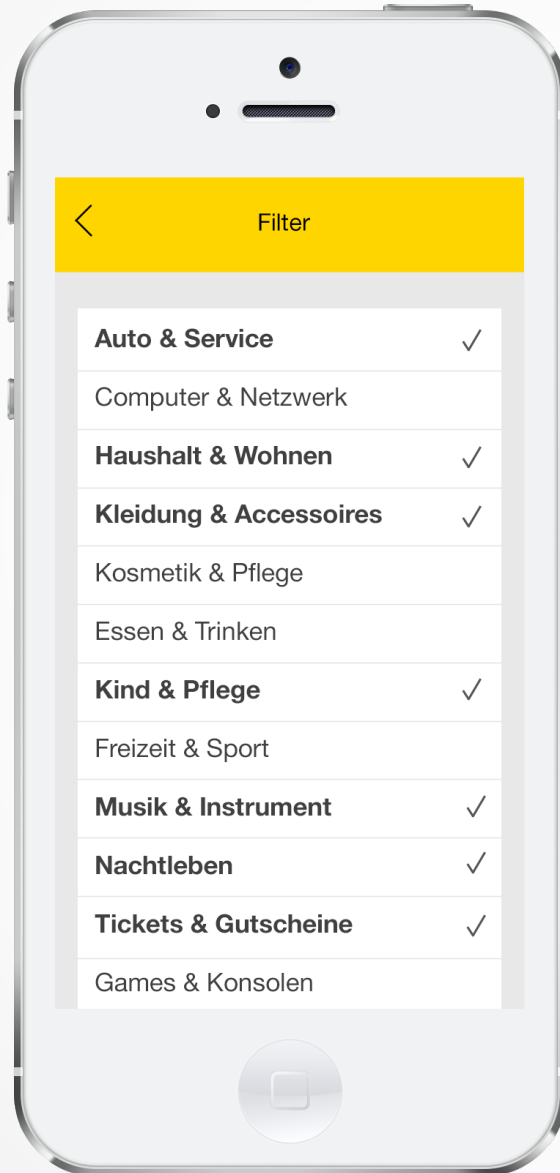 Filter
Auto & Service
Computer & Netzwerk
Haushalt & Wohnen
Kleidung & Accessoires
Kosmetik & Pflege
Essen & Trinken
Kind & Pflege
Freizeit & Sport
Musik & Instrument
Nachtleben
Tickets & Gutscheine
Games & Konsolen